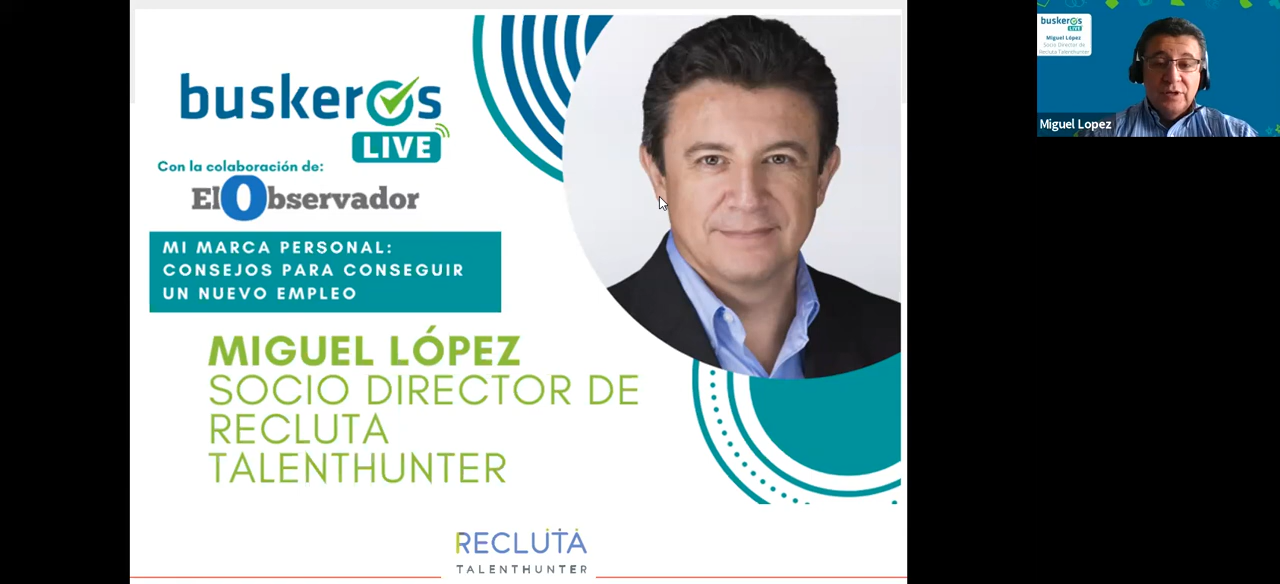 buskeros
LIVE
Con la colaboración de:
El Observador
MI MARCA PERSONAL:
CONSEJOS PARA CONSEGUIR
UN NUEVO EMPLEO
MIGUEL LÓPEZ
SOCIO DIRECTOR DE
RECLUTA
TALENTHUNTER
RECLUTA
TALENTHUNTER
buskeros
LIVE
Miguel López
Socio Director de
Recluta Talenthunter
Miguel Lopez